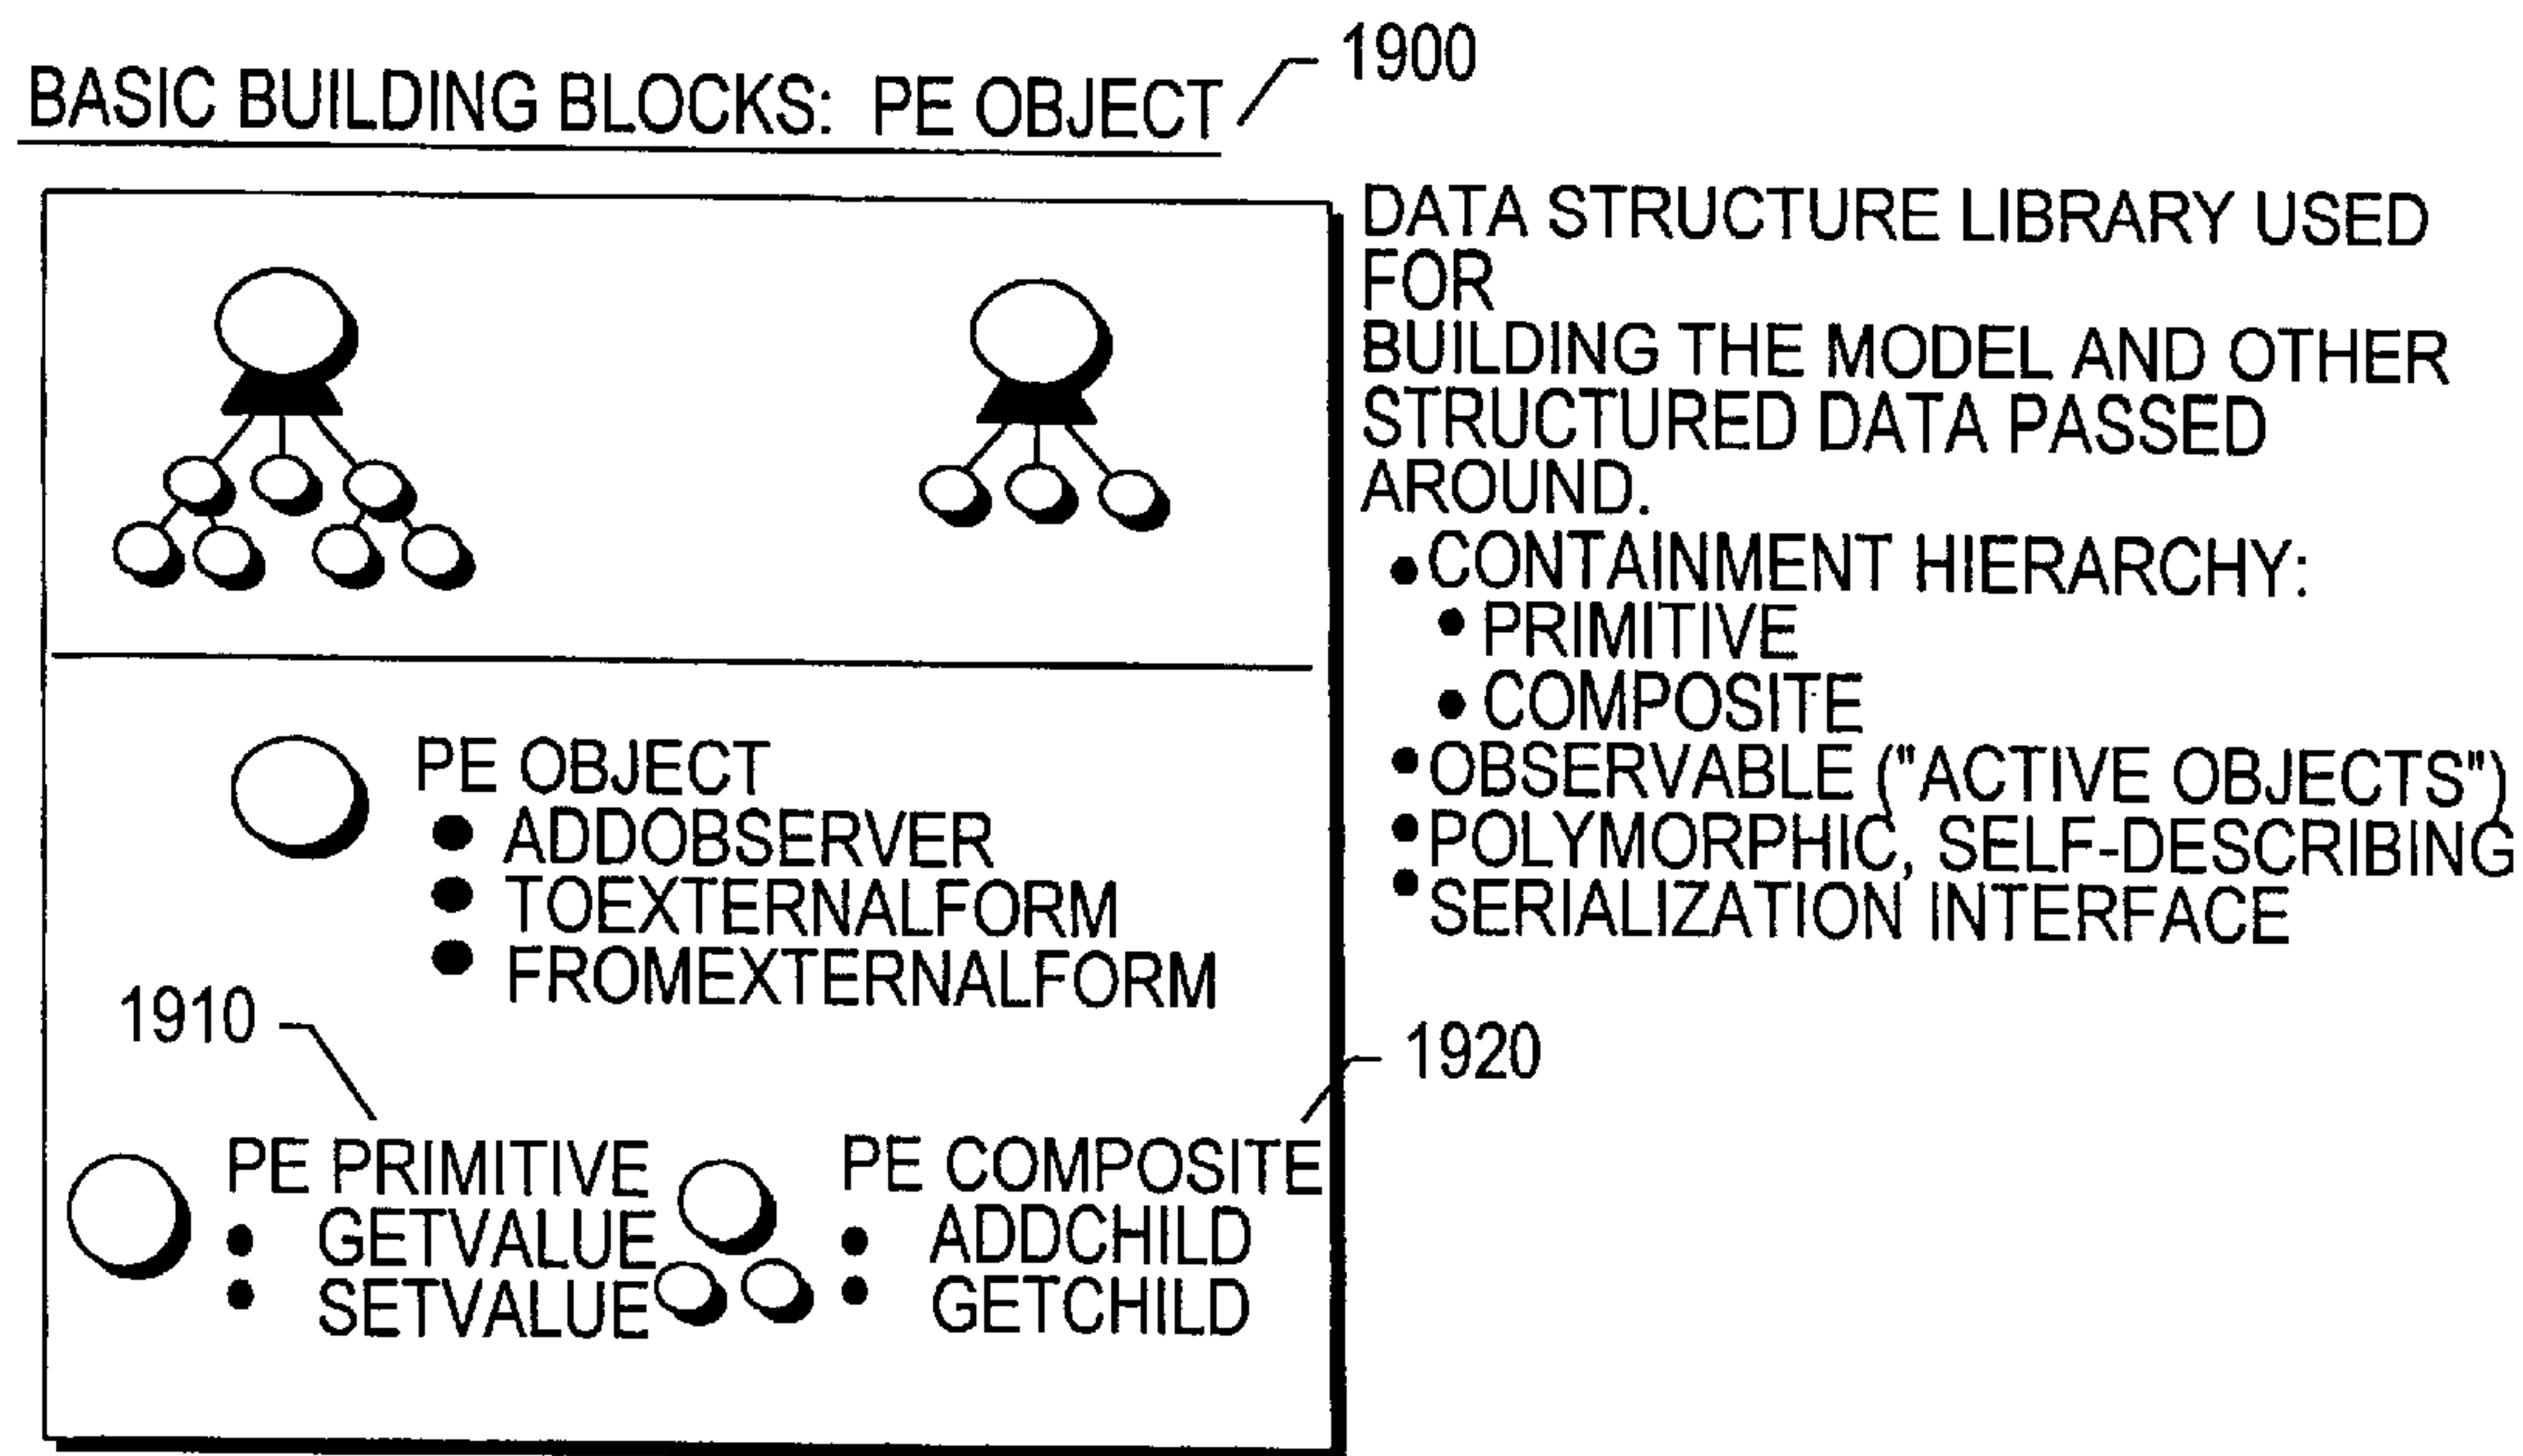 BASIC BUILDING BLOCKS: PE OBJECT
1900
DATA STRUCTURE LIBRARY USED
FOR
BUILDING THE MODEL AND OTHER
STRUCTURED DATA PASSED
AROUND.
• CONTAINMENT HIERARCHY:
• PRIMITIVE
• COMPOSITE
• OBSERVABLE ("ACTIVE OBJECTS")
• POLYMORPHIC, SELF-DESCRIBING
• SERIALIZATION INTERFACE
PE OBJECT
• ADDOBSERVER
• TOEXTERNALFORM
• FROMEXTERNALFORM
1910
1920
PE PRIMITIVE
• GETVALUE
• SETVALUE
PE COMPOSITE
• ADDCHILD
• GETCHILD